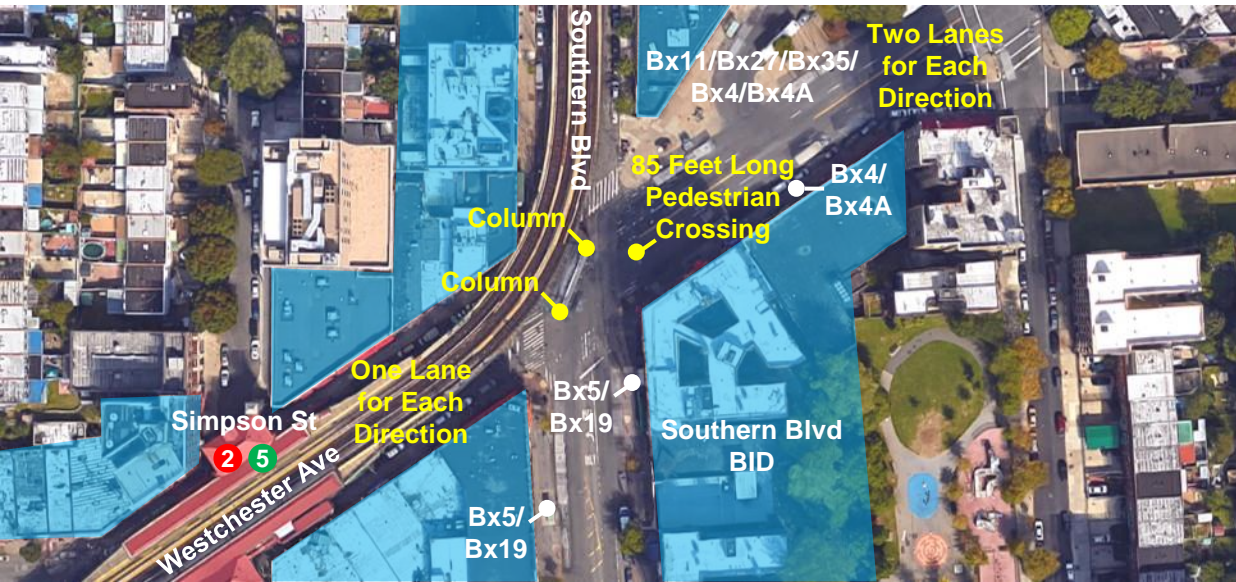 Southern Blvd
Two Lanes
for Each
Direction
Bx11/Bx27/Bx35/
Bx4/Bx4A
85 Feet Long
Pedestrian
Crossing
Bx4/
Bx4A
Column
Column
One Lane
for Each
Direction
Bx5/
Bx19
Simpson St
2 5
Westchester Ave
Southern Blvd
BID
Bx5/
Bx19